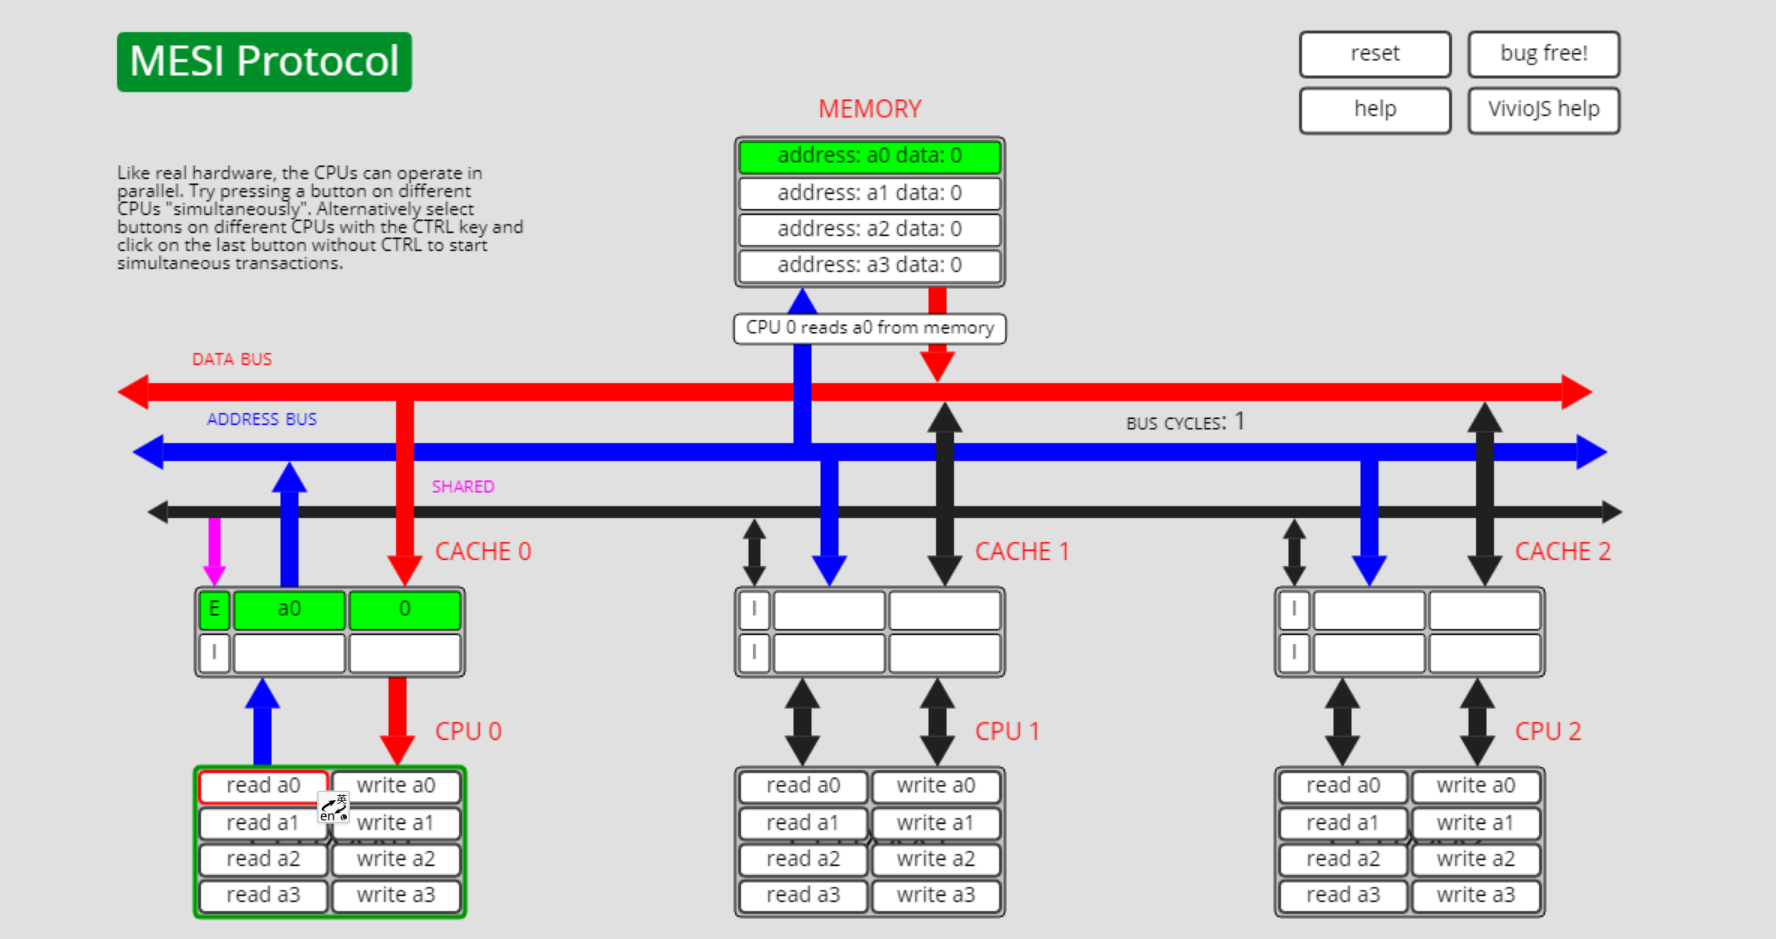 MESI Protocol
reset
bug free!
help
VivioJS help
Like real hardware, the CPUs can operate in
parallel. Try pressing a button on different
CPUs "simultaneously". Alternatively select
buttons on different CPUs with the CTRL key and
click on the last button without CTRL to start
simultaneous transactions.
MEMORY
address: a0 data: 0
address: a1 data: 0
address: a2 data: 0
address: a3 data: 0
CPU 0 reads a0 from memory
DATA BUS
ADDRESS BUS
BUS CYCLES: 1
SHARED
CACHE 0
CACHE 1
CACHE 2
E a0 0
I
I
I
I
I
CPU 0
CPU 1
CPU 2
read a0 write a0
read a1 write a1
read a2 write a2
read a3 write a3
英
en
read a0 write a0
read a1 write a1
read a2 write a2
read a3 write a3
read a0 write a0
read a1 write a1
read a2 write a2
read a3 write a3